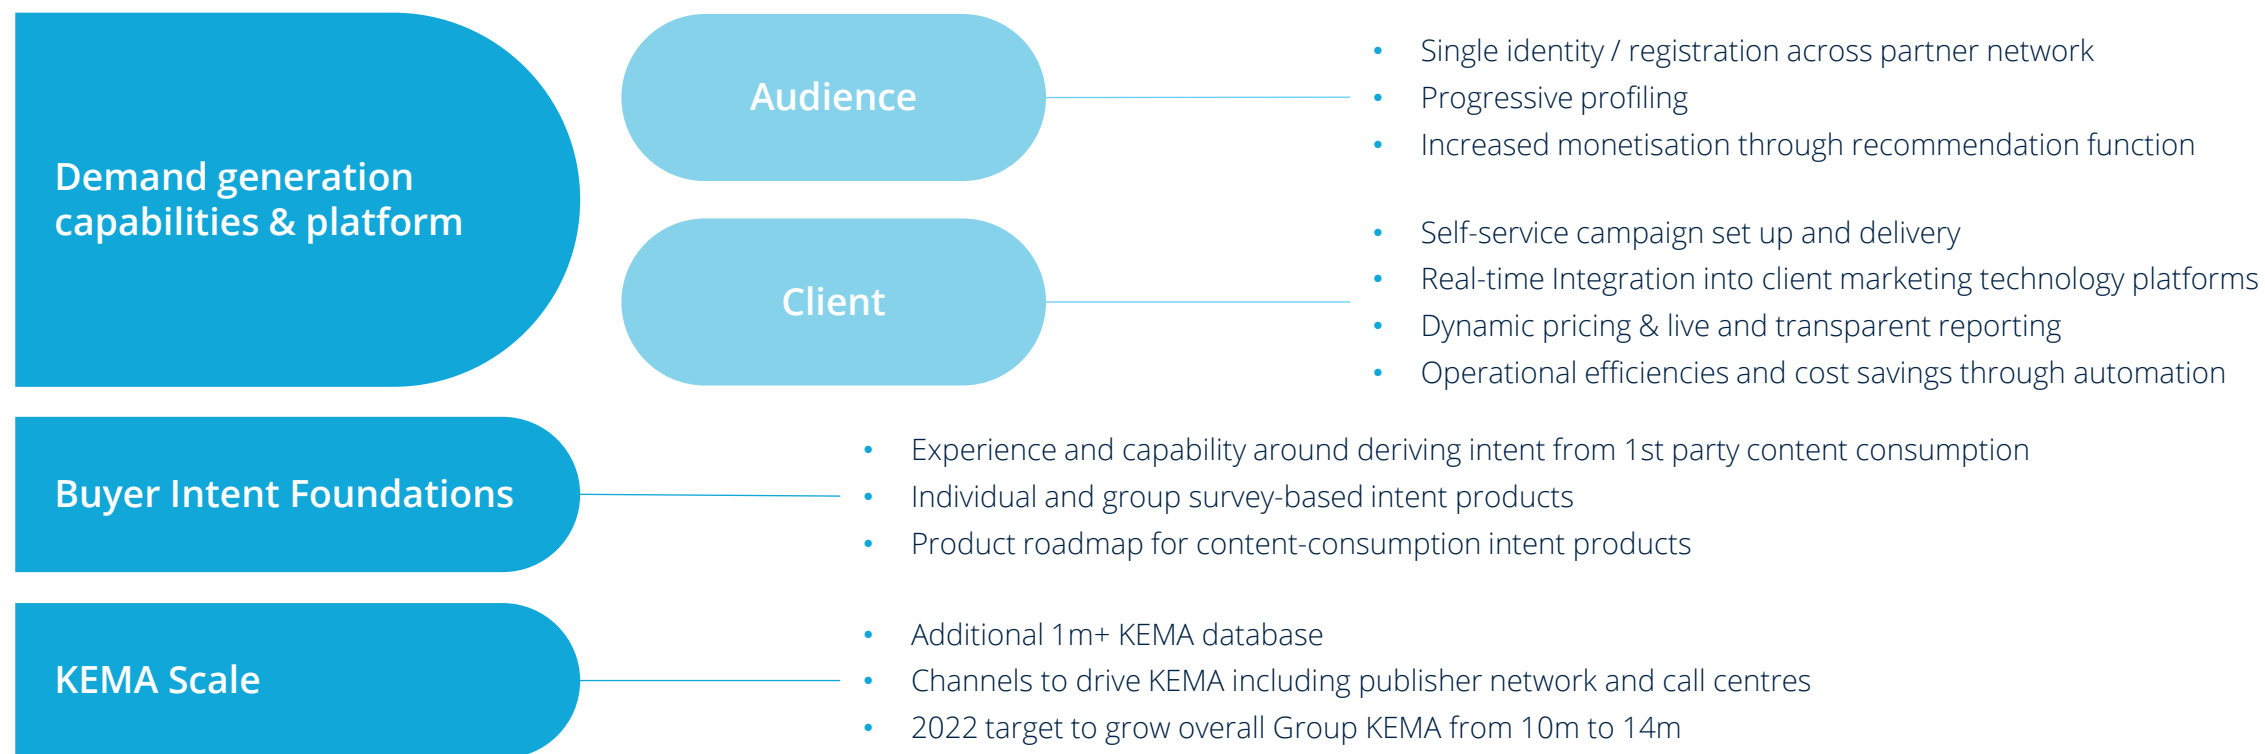 Demand generation
capabilities & platform
Audience
• Single identity / registration across partner network
• Progressive profiling
• Increased monetisation through recommendation function
Client
• Self-service campaign set up and delivery
• Real-time Integration into client marketing technology platforms
• Dynamic pricing & live and transparent reporting
• Operational efficiencies and cost savings through automation
Buyer Intent Foundations
• Experience and capability around deriving intent from 1st party content consumption
• Individual and group survey-based intent products
• Product roadmap for content-consumption intent products
KEMA Scale
• Additional 1m+ KEMA database
• Channels to drive KEMA including publisher network and call centres
• 2022 target to grow overall Group KEMA from 10m to 14m